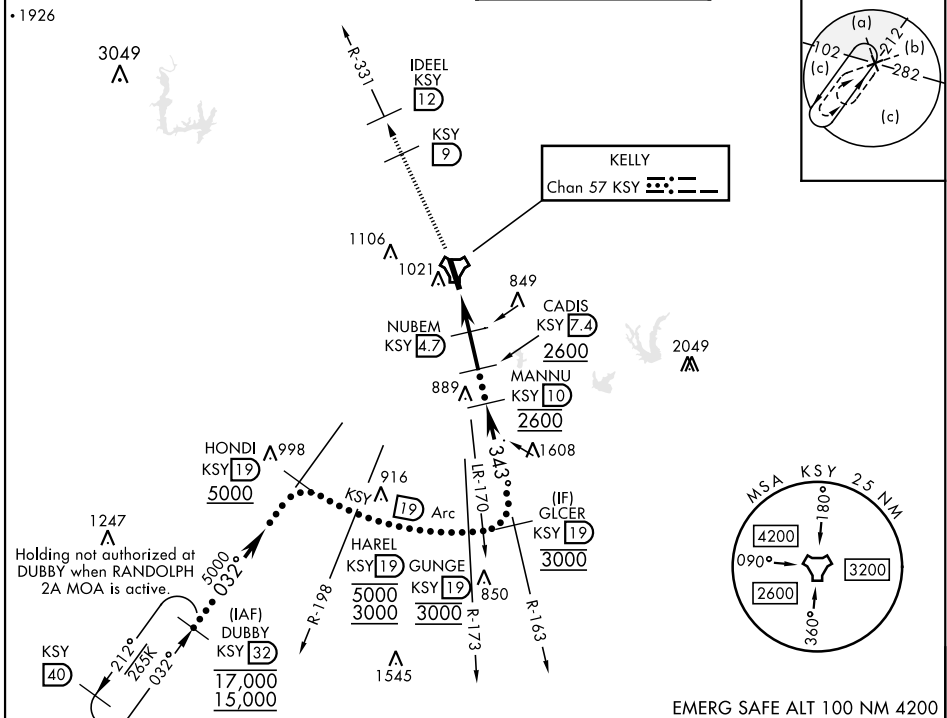 • 1926
3049
R-331
IDEEL
KSY
12
KSY
9
KELLY
Chan 57 KSY
(a)
212
102
(b)
(c)
282
(c)
1106
1021
849
NUBEM
KSY 4.7
CADIS
KSY 7.4
2600
2049
889
MANNU
KSY 10
2600
HONDI
KSY 19
5000
998
343°
1608
LR-170
916
KSY 19 Arc
(IF)
GLCER
KSY 19
3000
1247
Holding not authorized at
DUBBY when RANDOLPH
2A MOA is active.
5000
032°
HAREL
KSY 19
5000
3000
GUNGE
KSY 19
3000
850
R-198
R-173
R-163
(IAF)
DUBBY
KSY 32
17,000
15,000
KSY
40
212°
265K
032°
1545
MSA KSY 25 NM
180°
4200
090°
3200
2600
360°
EMERG SAFE ALT 100 NM 4200